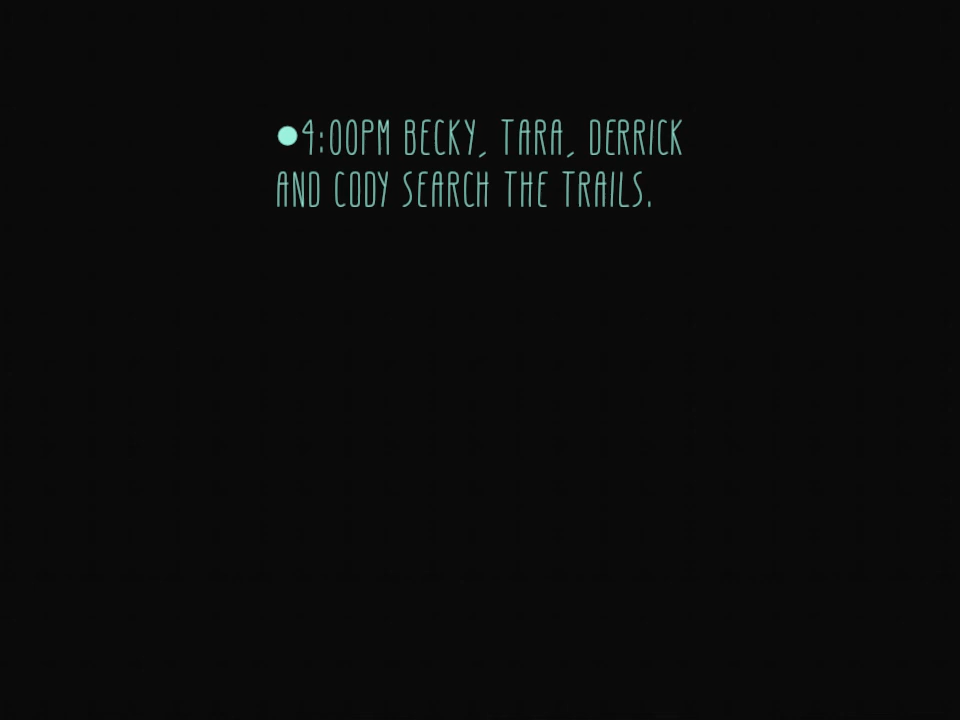 •4:00PM BECKY, TARA, DERRICK
AND CODY SEARCH THE TRAILS.